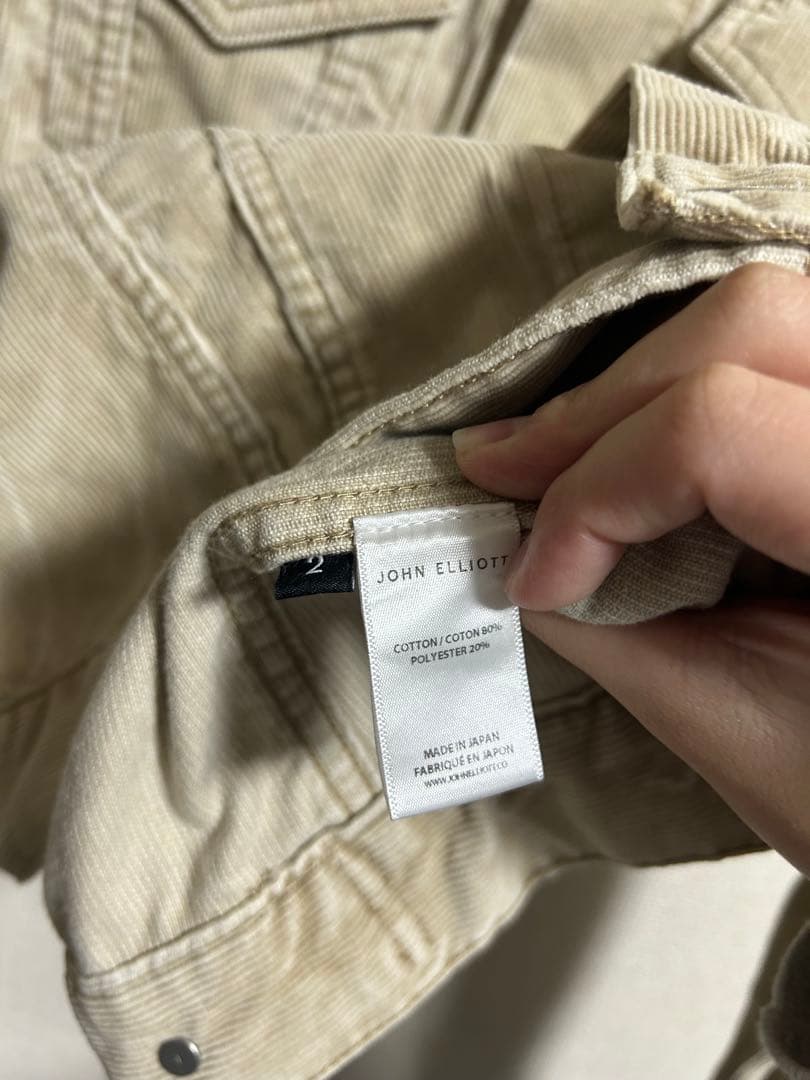 2
JOHN ELLIOTT
COTTON / COTON 80%
POLYESTER 20%
MADE IN JAPAN
FABRIQUÉ EN JAPON
WWW.JOHNELLIOTT.CO